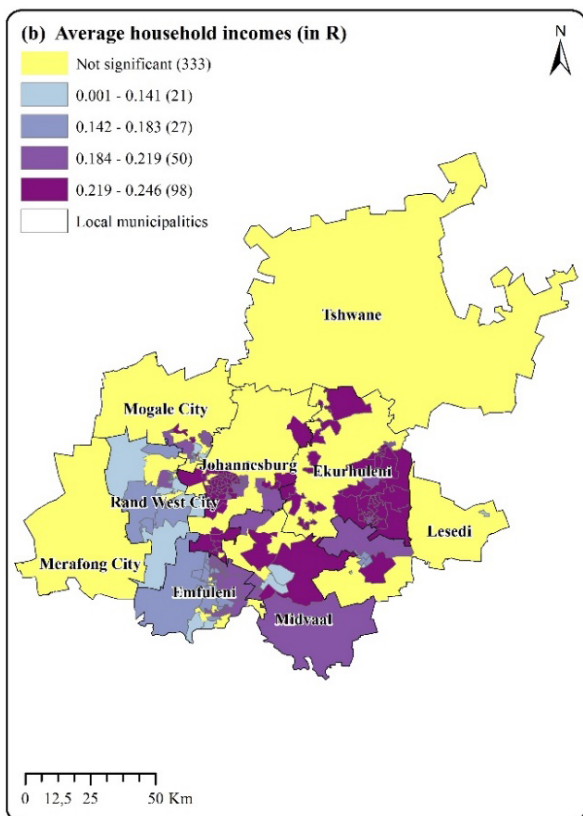 (b) Average household incomes (in R)
N
Not significant (333)
0.001 - 0.141 (21)
0.142 - 0.183 (27)
0.184 - 0.219 (50)
0.219 - 0.246 (98)
Local municipalitics
Tshwane
Mogale City
Johannesburg
Ekurhuleni
Rand West City
Lesedi
Merafong City
Emfuleni
Midvaal
0 12,5 25 50 Km